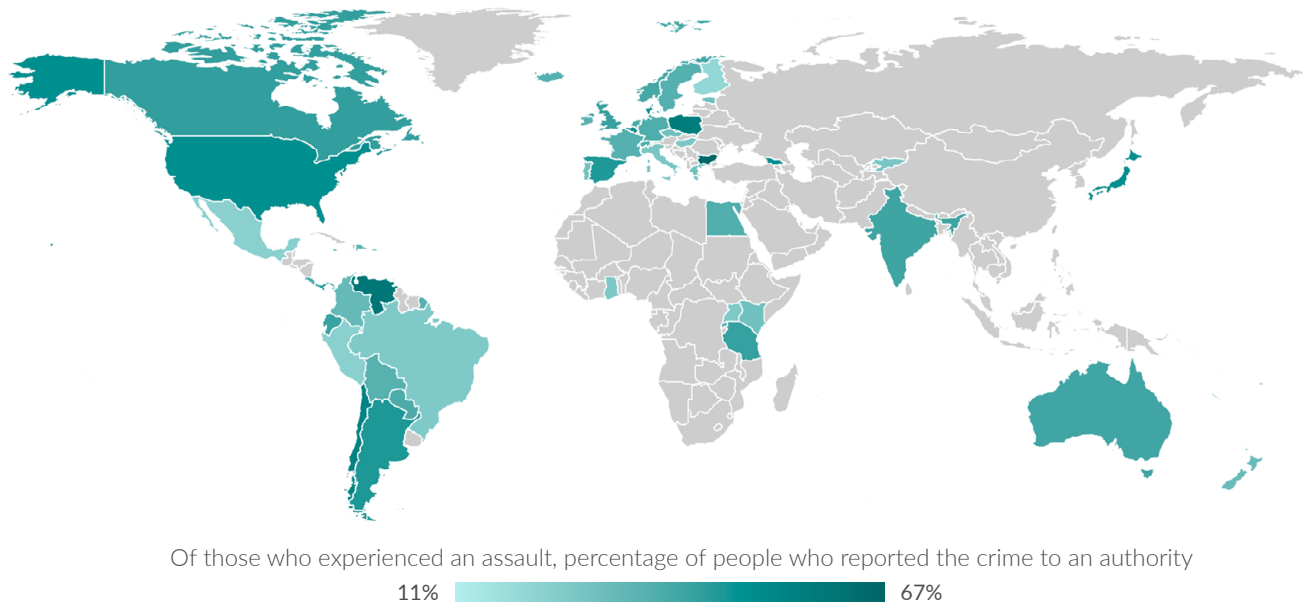 Of those who experienced an assault, percentage of people who reported the crime to an authority
11% 67%